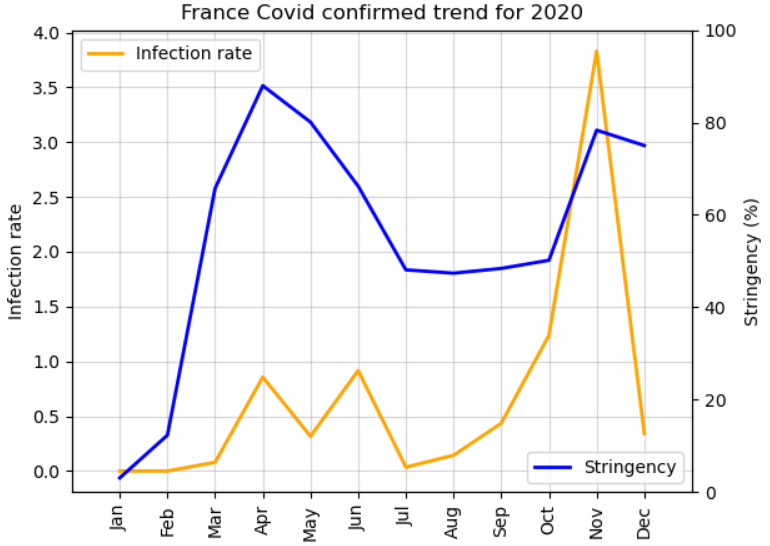 France Covid confirmed trend for 2020
Infection rate
Stringency
Infection rate
4.0
3.5
3.0
2.5
2.0
1.5
1.0
0.5
0.0
Stringency (%)
100
80
60
40
20
0
Jan
Feb
Mar
Apr
May
Jun
Jul
Aug
Sep
Oct
Nov
Dec